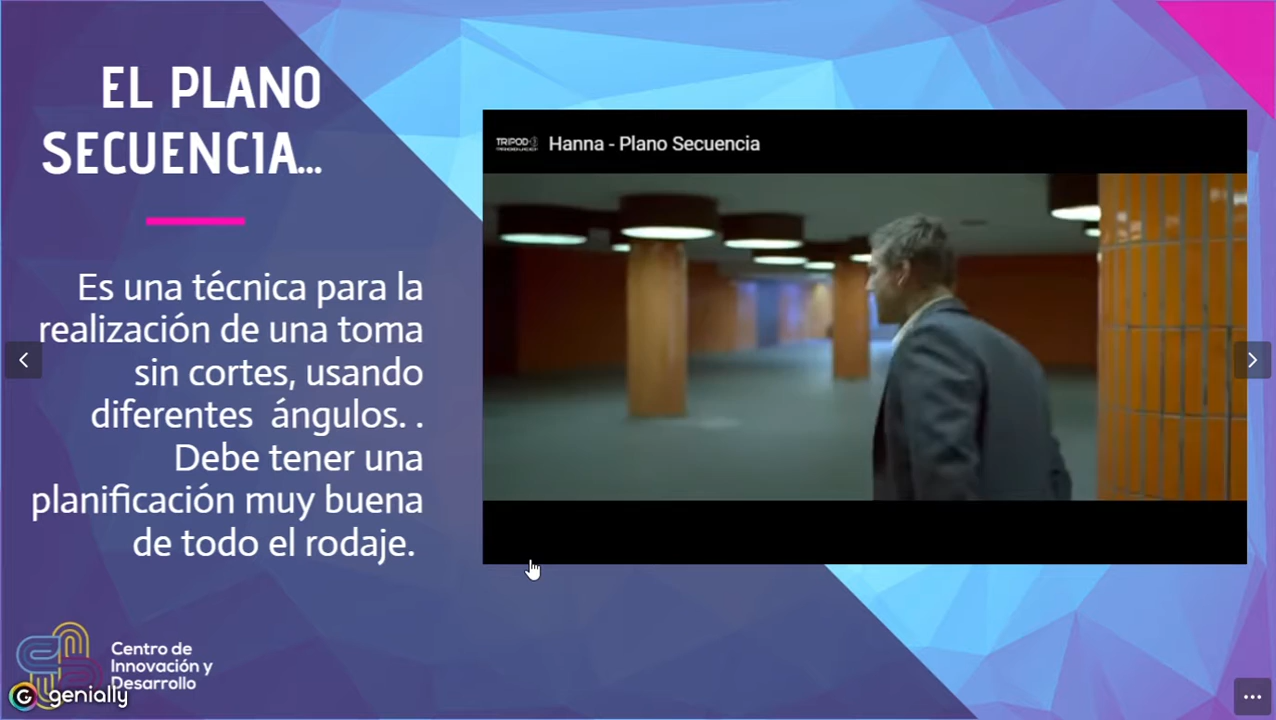 EL PLANO
SECUENCIA...
Es una técnica para la
realización de una toma
sin cortes, usando
diferentes ángulos. .
Debe tener una
planificación muy buena
de todo el rodaje.
TRIPOD
Hanna - Plano Secuencia
Centro de
Innovación y
Desarrollo
genially